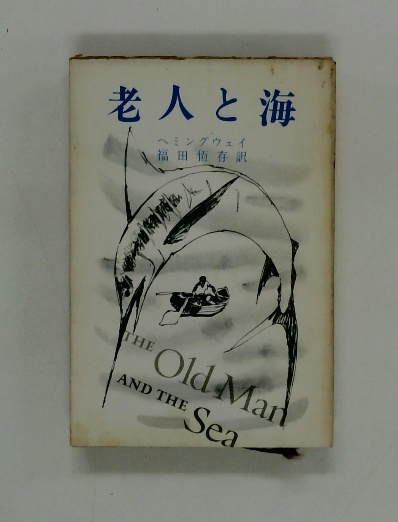 老人と海
ヘミングウェイ
福田恆存訳
THE
Old Man
AND THE
Sea